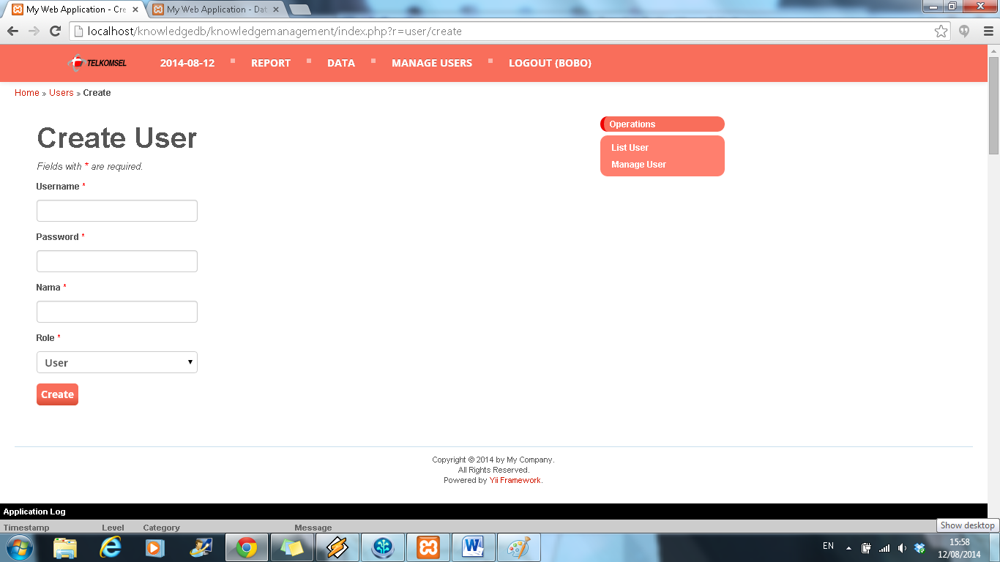 My Web Application - Cre
My Web Application - Dat
localhost/knowledgedb/knowledgemanagement/index.php?r=user/create
TELKOMSEL 2014-08-12 REPORT DATA MANAGE USERS LOGOUT (BOBO)
Home » Users » Create
Create User
Fields with * are required.
Username *
Password *
Nama *
Role *
User
Create
Operations
List User
Manage User
Copyright © 2014 by My Company.
All Rights Reserved.
Powered by Yii Framework.
Application Log
Timestamp Level Category Message
Show desktop
EN
15:58
12/08/2014